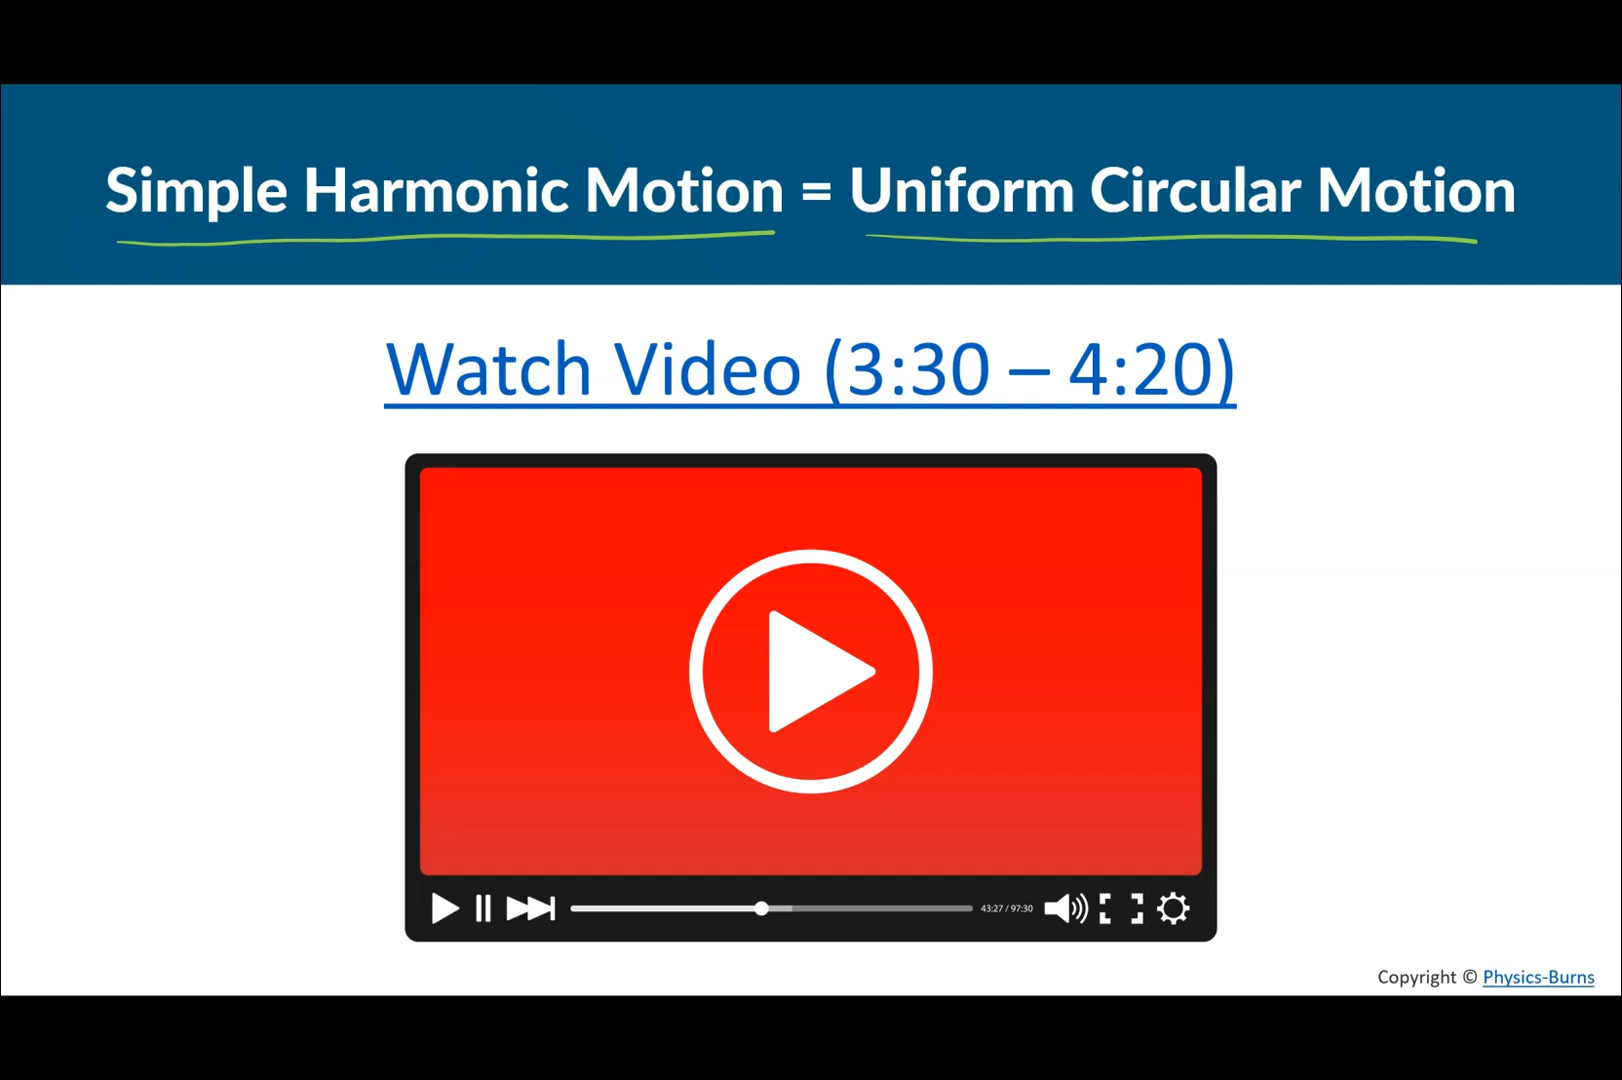 Simple Harmonic Motion = Uniform Circular Motion
Watch Video (3:30 – 4:20)
43:27 / 97:30
Copyright © Physics-Burns